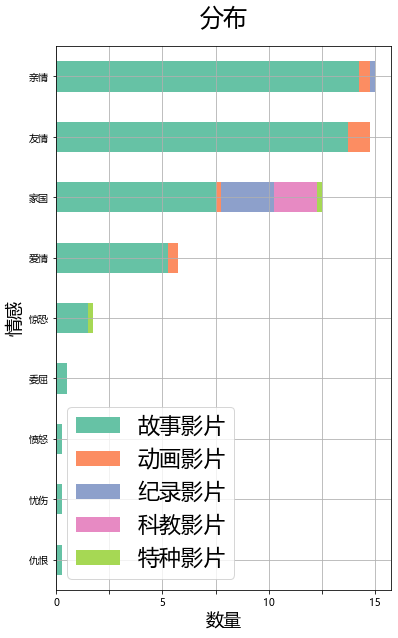 分布
亲情
友情
家国
爱情
惊恐
委屈
愤怒
忧伤
仇恨
情感
故事影片
动画影片
纪录影片
科教影片
特种影片
0 5 10 15
数量